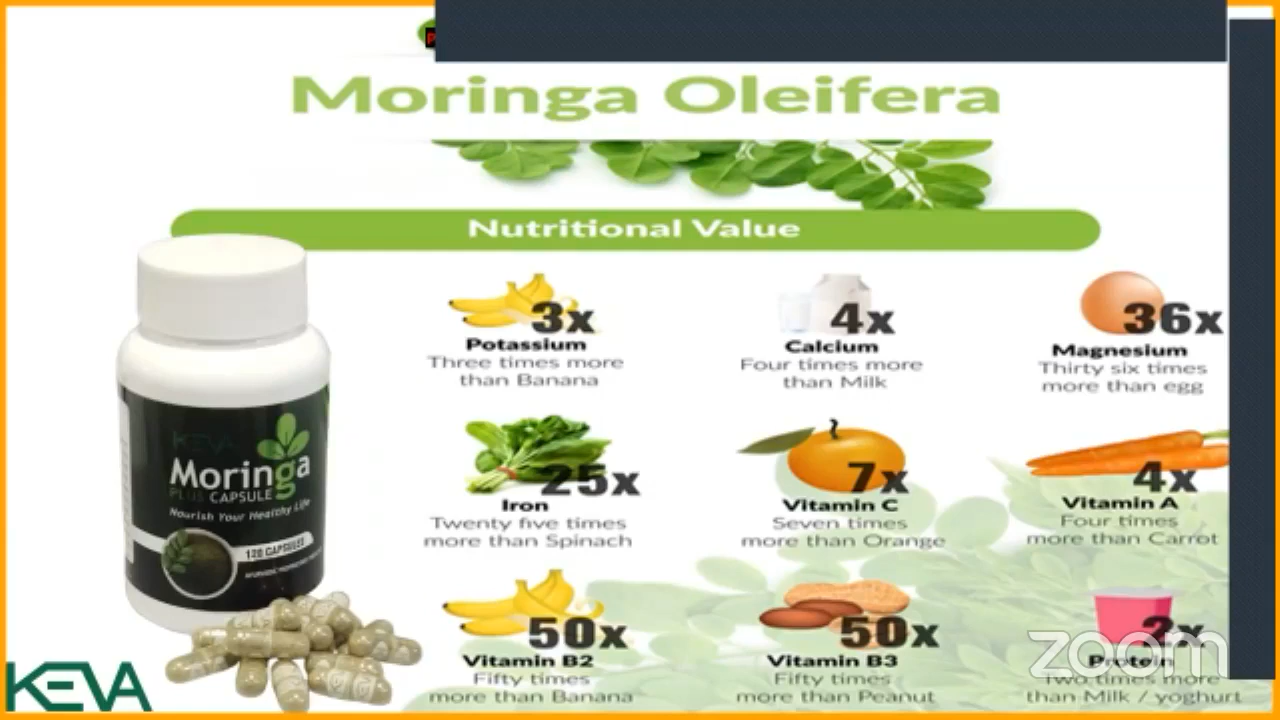 Moringa Oleifera
Nutritional Value
3x
Potassium
Three times more
than Banana
4x
Calcium
Four times more
than Milk
36x
Magnesium
Thirty six times
more than egg
25x
Iron
Twenty five times
more than Spinach
7x
Vitamin C
Seven times
more than Orange
4x
Vitamin A
Four times
more than Carrot
50x
Vitamin B2
Fifty times
more than Banana
50x
Vitamin B3
Fifty times
more than Peanut
2x
Protein
Two times more
than Milk / yoghurt
KEVA
Moringa
PLUS CAPSULE
Nourish Your Healthy Life
120 CAPSULES
KEVA
zoom